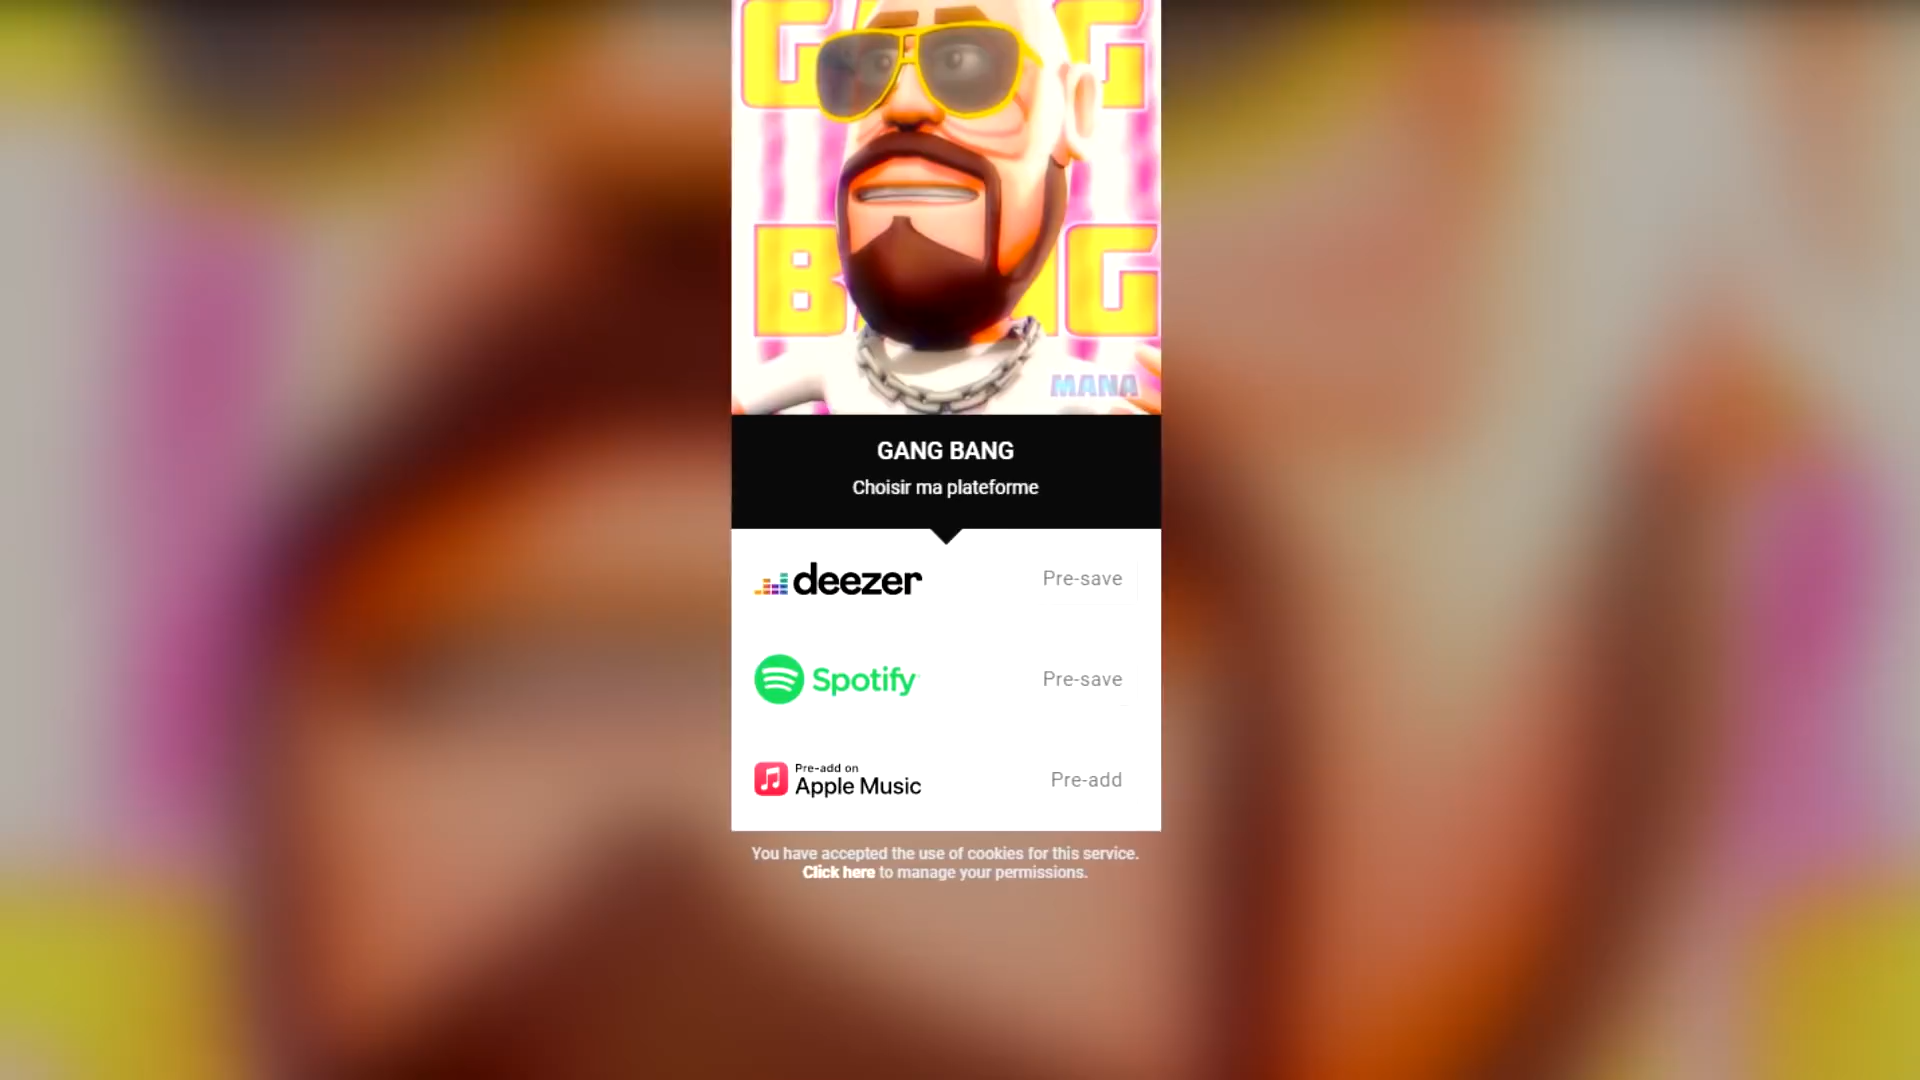 GANG
BANG
MANA
GANG BANG
Choisir ma plateforme
deezer
Pre-save
Spotify
Pre-save
Pre-add on
Apple Music
Pre-add
You have accepted the use of cookies for this service.
Click here to manage your permissions.